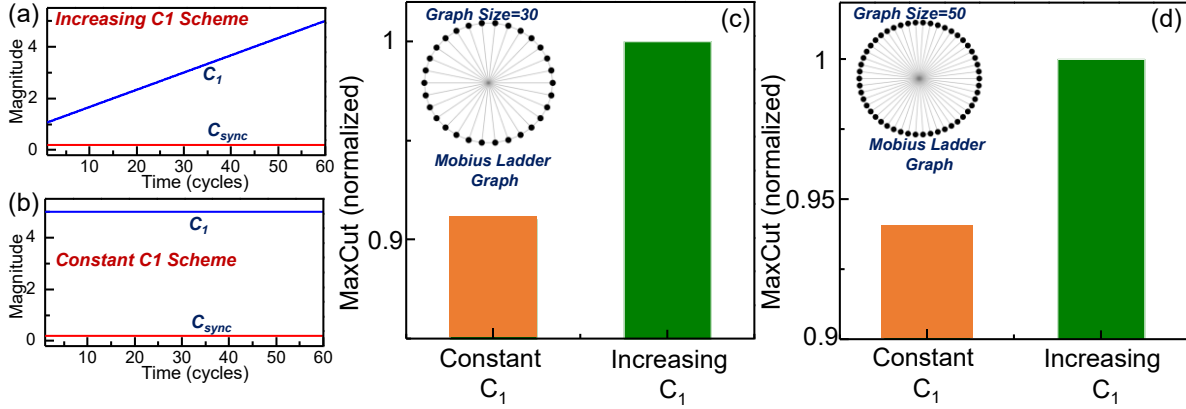 (a)
Increasing C1 Scheme
Magnitude
4
2
0
C1
Csync
10 20 30 40 50 60
Time (cycles)
(b)
Magnitude
4
2
0
C1
Constant C1 Scheme
Csync
10 20 30 40 50 60
Time (cycles)
(c)
Graph Size=30
Mobius Ladder
Graph
MaxCut (normalized)
1
0.9
Constant
C1
Increasing
C1
(d)
Graph Size=50
Mobius Ladder
Graph
MaxCut (normalized)
1
0.95
0.9
Constant
C1
Increasing
C1